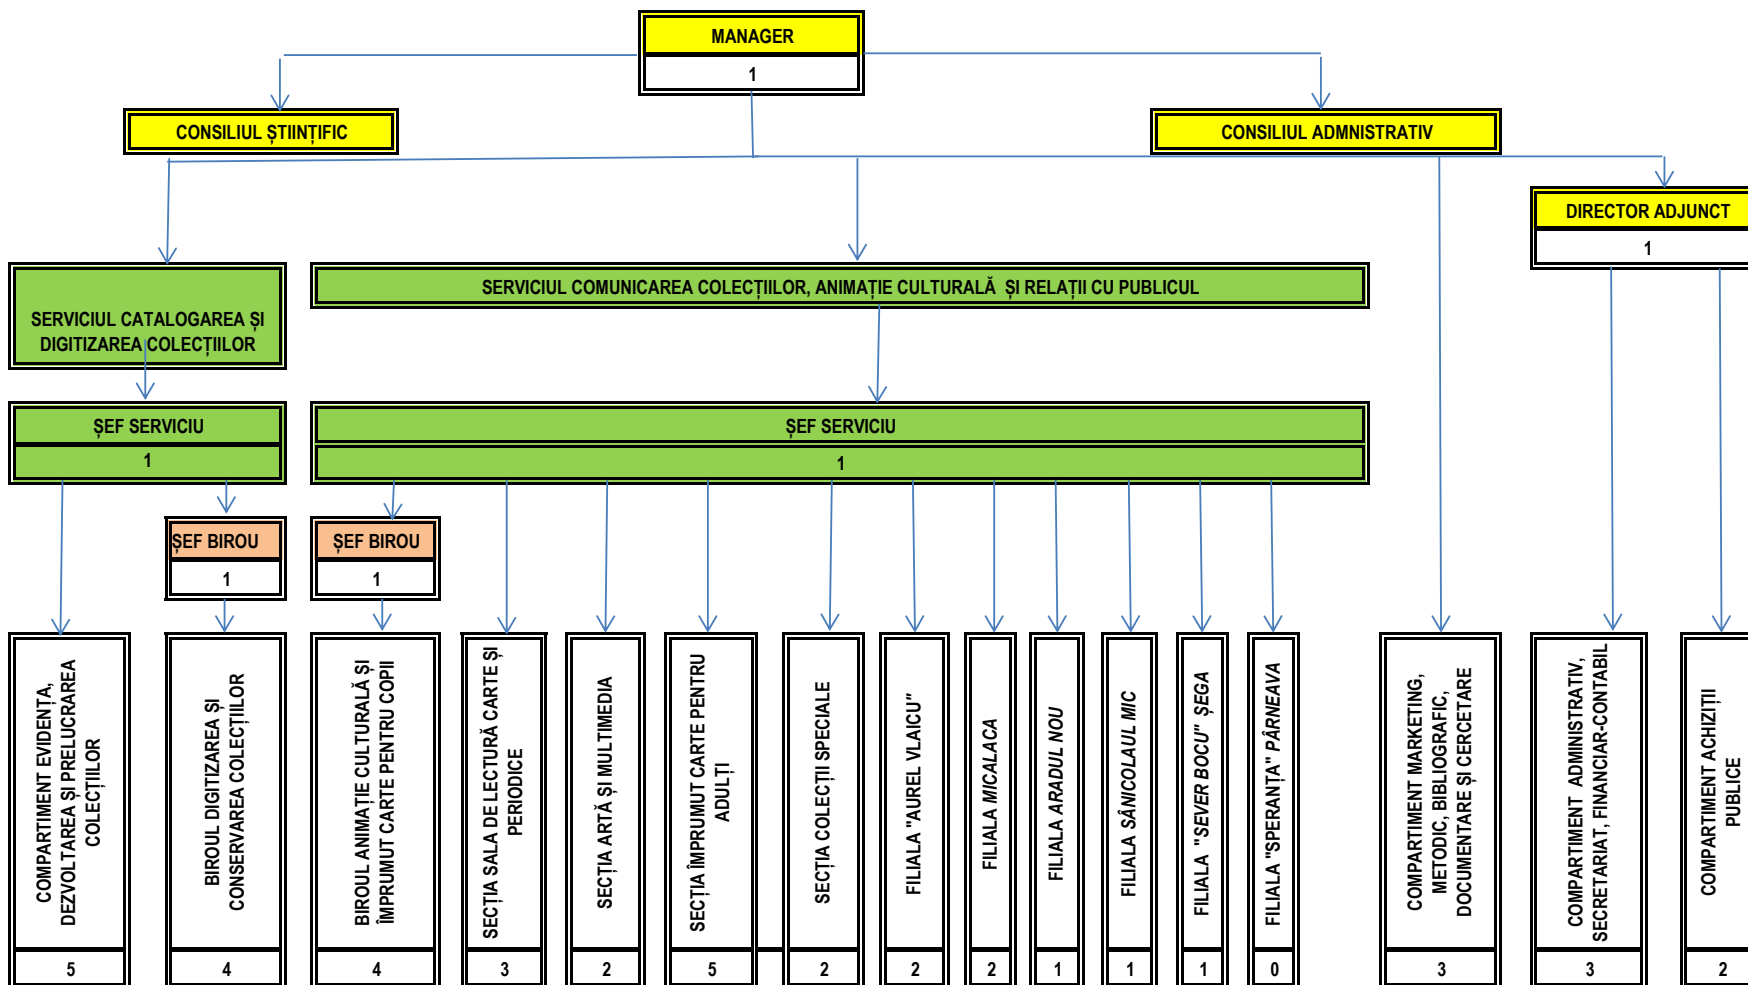 MANAGER
1
CONSILIUL ȘTIINȚIFIC
CONSILIUL ADMNISTRATIV
DIRECTOR ADJUNCT
1
SERVICIUL CATALOGAREA ȘI
DIGITIZAREA COLECȚIILOR
SERVICIUL COMUNICAREA COLECȚIILOR, ANIMAȚIE CULTURALĂ ȘI RELAȚII CU PUBLICUL
ȘEF SERVICIU
1
ȘEF SERVICIU
1
ȘEF BIROU
1
ȘEF BIROU
1
COMPARTIMENT EVIDENȚA,
DEZVOLTAREA ȘI PRELUCRAREA
COLECȚIILOR
5
BIROUL DIGITIZAREA ȘI
CONSERVAREA COLECȚIILOR
4
BIROUL ANIMAȚIE CULTURALĂ ȘI
ÎMPRUMUT CARTE PENTRU COPII
4
SECȚIA SALA DE LECTURĂ CARTE ȘI
PERIODICE
3
SECȚIA ARTĂ ȘI MULTIMEDIA
2
SECȚIA ÎMPRUMUT CARTE PENTRU
ADULȚI
5
SECȚIA COLECȚII SPECIALE
2
FILIALA "AUREL VLAICU"
2
FILIALA MICALACA
2
FILIALA ARADUL NOU
1
FILIALA SÂNICOLAUL MIC
1
FILIALA "SEVER BOCU" ȘEGA
1
FILIALA "SPERANȚA" PÂRNEAVA
0
COMPARTIMENT MARKETING,
METODIC, BIBLIOGRAFIC,
DOCUMENTARE ȘI CERCETARE
3
COMPARTIMENT ADMINISTRATIV,
SECRETARIAT, FINANCIAR-CONTABIL
3
COMPARTIMENT ACHIZIȚII
PUBLICE
2